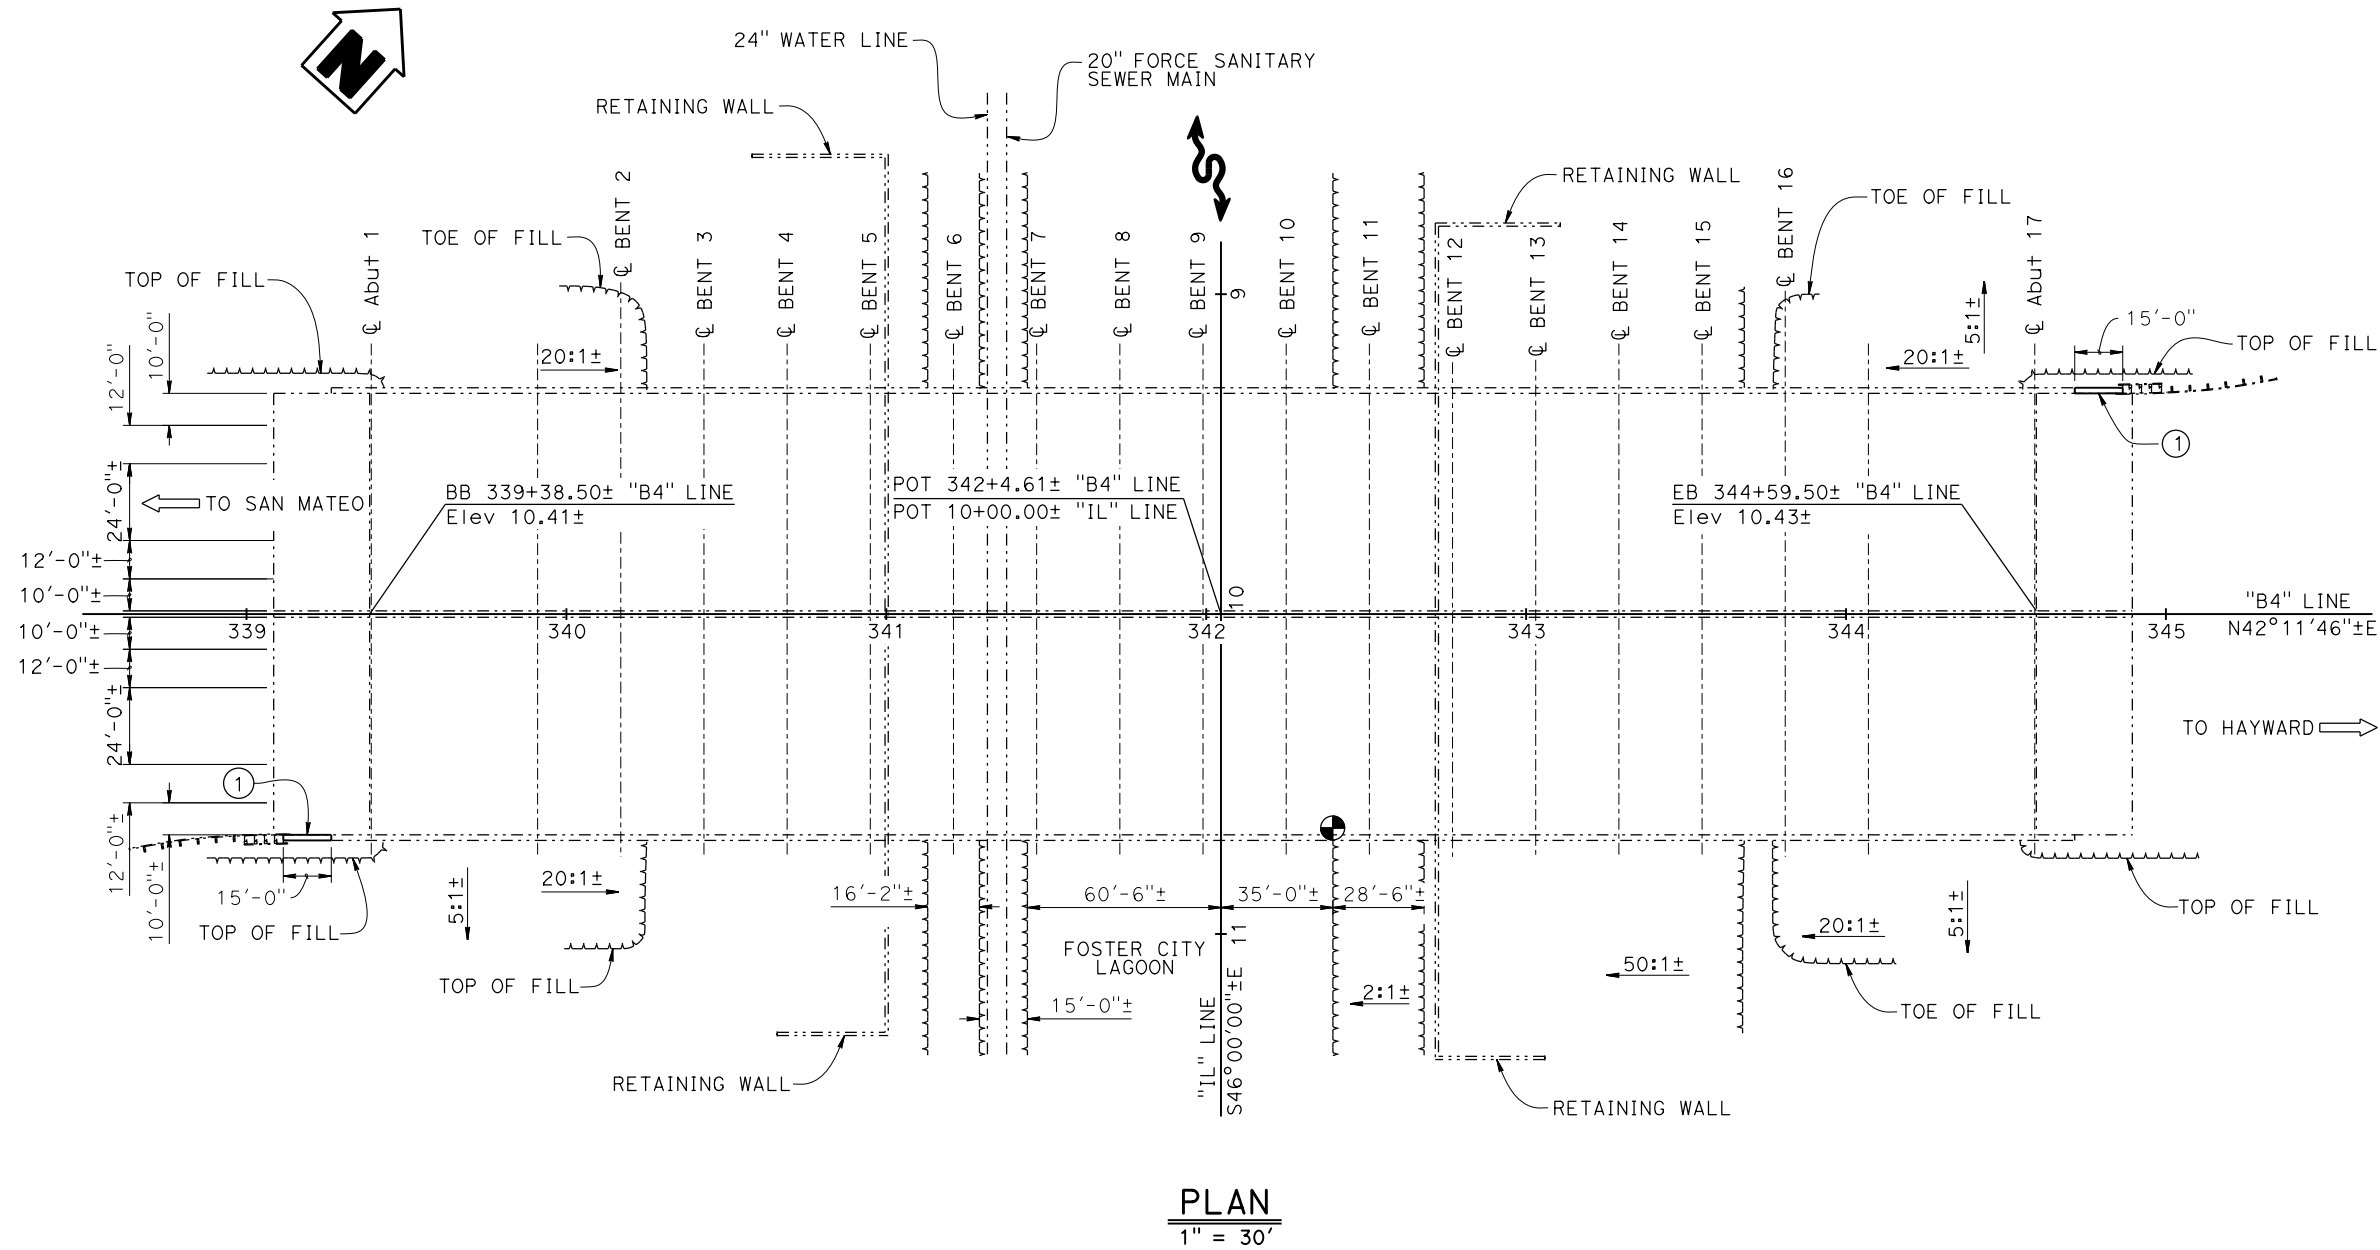 N
24" WATER LINE
20" FORCE SANITARY
SEWER MAIN
RETAINING WALL
RETAINING WALL
TOE OF FILL
TOE OF FILL
TOP OF FILL
TOP OF FILL
℄ Abut 1
℄ BENT 2
℄ BENT 3
℄ BENT 4
℄ BENT 5
℄ BENT 6
℄ BENT 7
℄ BENT 8
℄ BENT 9
℄ BENT 10
℄ BENT 11
℄ BENT 12
℄ BENT 13
℄ BENT 14
℄ BENT 15
℄ BENT 16
℄ Abut 17
9
10'-0"
12'-0"
20:1±
20:1±
5:1±
15'-0"
1
24'-0"±
TO SAN MATEO
BB 339+38.50± "B4" LINE
Elev 10.41±
POT 342+4.61± "B4" LINE
POT 10+00.00± "IL" LINE
EB 344+59.50± "B4" LINE
Elev 10.43±
12'-0"±
10'-0"±
10
"B4" LINE
N42°11'46"±E
339
340
341
342
343
344
345
10'-0"±
12'-0"±
24'-0"±
TO HAYWARD
1
12'-0"±
10'-0"±
15'-0"
TOP OF FILL
5:1±
20:1±
TOP OF FILL
16'-2"±
60'-6"±
35'-0"±
28'-6"±
FOSTER CITY
LAGOON
11
15'-0"±
2:1±
50:1±
20:1±
5:1±
TOP OF FILL
TOE OF FILL
"IL" LINE
S46°00'00"±E
RETAINING WALL
RETAINING WALL
PLAN
1" = 30'